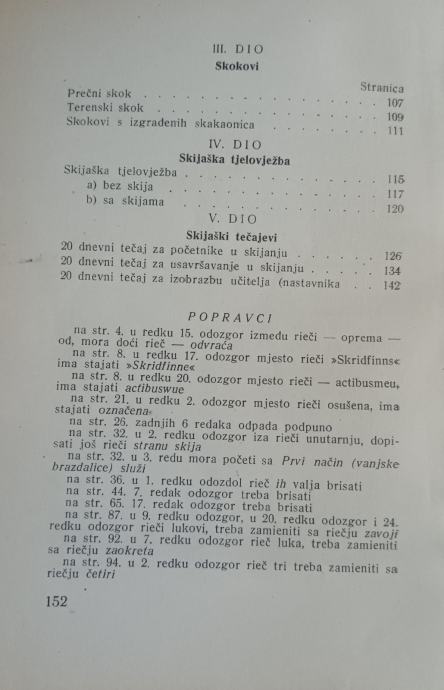 III. DIO
Skokovi
Stranica
Prečni skok . . . . . . . . . . . . . 107
Terenski skok . . . . . . . . . . . . 109
Skokovi s izgrađenih skakaonica . . . . . . 111
IV. DIO
Skijaška tjelovježba
Skijaška tjelovježba . . . . . . . . . . . 115
a) bez skija . . . . . . . . . . . . 117
b) sa skijama . . . . . . . . . . . 120
V. DIO
Skijaški tečajevi
20 dnevni tečaj za početnike u skijanju . . . . . . 126
20 dnevni tečaj za usavršavanje u skijanju . . . . . 134
20 dnevni tečaj za izobrazbu učitelja (nastavnika . . 142
POPRAVCI
na str. 4. u redku 15. odozgor između rieči — oprema —
od, mora doći rieč — odvraća
na str. 8. u redku 17. odozgor mjesto rieči »Skridfinns«
ima stajati »Skridfinne«
na str. 8. u redku 20. odozgor mjesto rieči — actibusmeu,
ima stajati actibuswue
na str. 21. u redku 2. odozgor mjesto rieči osušena, ima
stajati označena
na str. 26. zadnjih 6 redaka odpada podpuno
na str. 32. u 2. redku odozgor iza rieči unutarnju, dopi-
sati još rieči stranu skija
na str. 32. u 3. redu mora početi sa Prvi način (vanjske
brazdalice) služi
na str. 36. u 1. redku odozdol rieč ih valja brisati
na str. 44. 7. redak odozgor treba brisati
na str. 65. 17. redak odozgor treba brisati
na str. 87. u 9. redku odozgor, u 20. redku odozgor i 24.
redku odozgor rieči lukovi, treba zamieniti sa riečju zavoji
na str. 92. u 7. redku odozgor rieč luka, treba zamieniti
sa riečju zaokreta
na str. 94. u 2. redku odozgor rieč tri treba zamieniti sa
riečju četiri
152